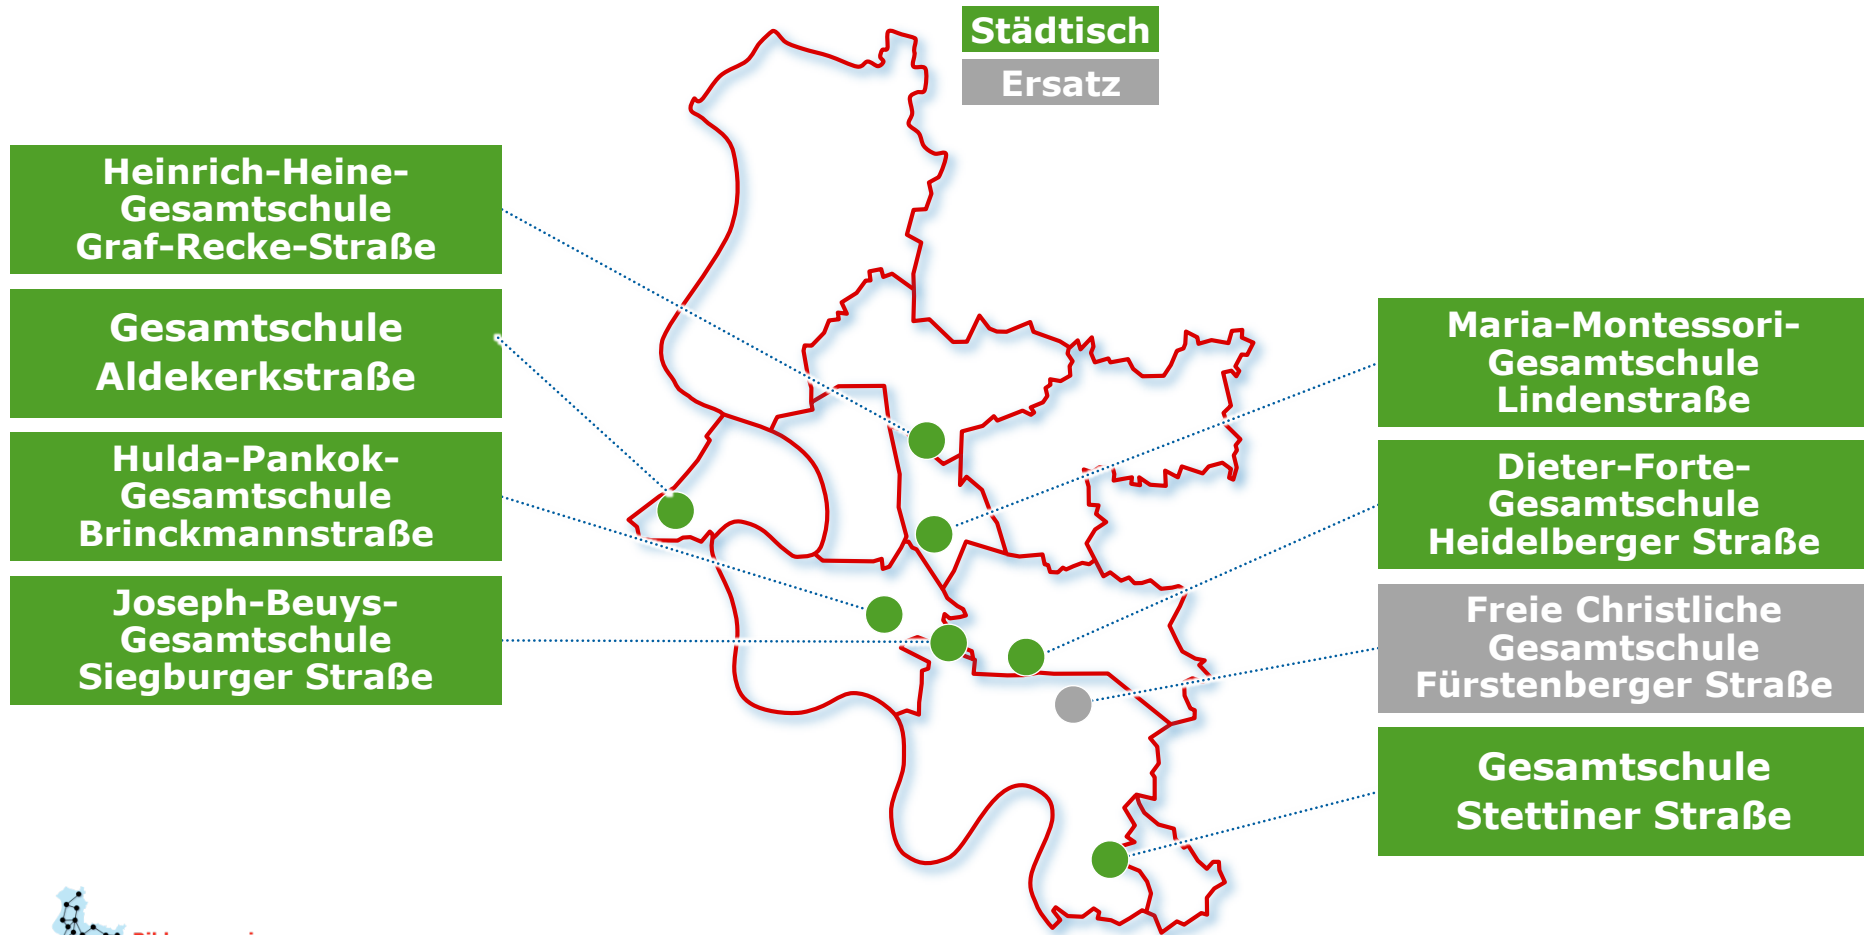 Städtisch
Ersatz
Heinrich-Heine-
Gesamtschule
Graf-Recke-Straße
Gesamtschule
Aldekerkstraße
Hulda-Pankok-
Gesamtschule
Brinckmannstraße
Joseph-Beuys-
Gesamtschule
Siegburger Straße
Maria-Montessori-
Gesamtschule
Lindenstraße
Dieter-Forte-
Gesamtschule
Heidelberger Straße
Freie Christliche
Gesamtschule
Fürstenberger Straße
Gesamtschule
Stettiner Straße